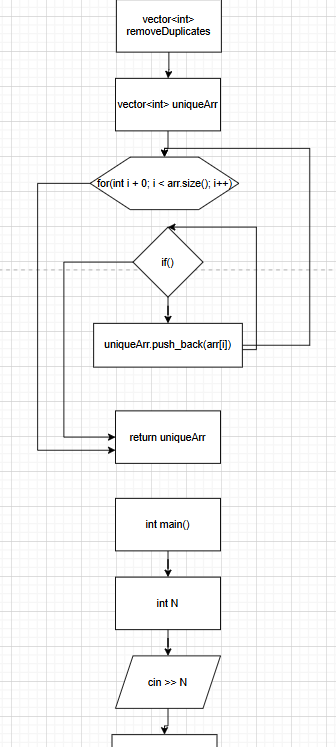 vector<int>
removeDuplicates
vector<int> uniqueArr
for(int i + 0; i < arr.size(); i++)
if()
uniqueArr.push_back(arr[i])
return uniqueArr
int main()
int N
cin >> N